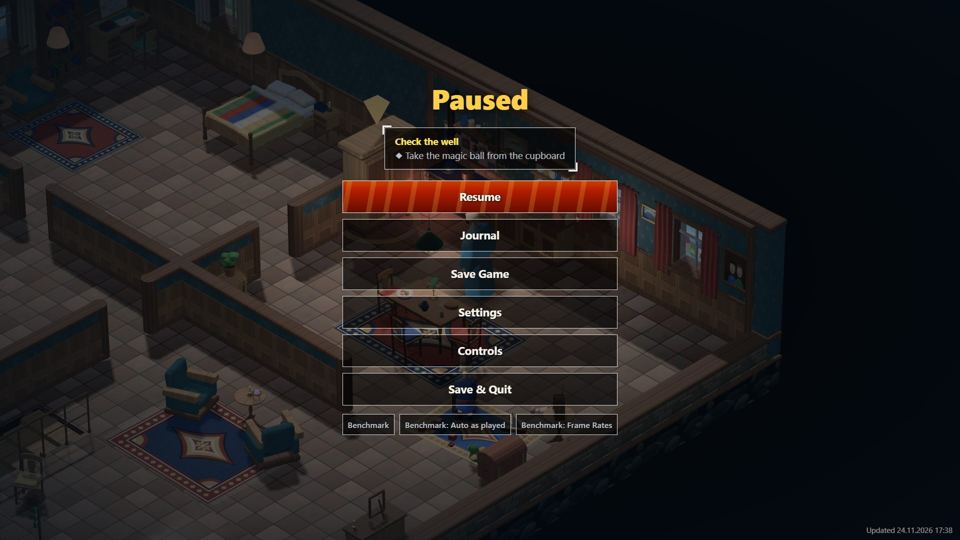 Paused
Check the well
◆ Take the magic ball from the cupboard
Resume
Journal
Save Game
Settings
Controls
Save & Quit
Benchmark
Benchmark: Auto as played
Benchmark: Frame Rates
Updated 24.11.2026 17:38